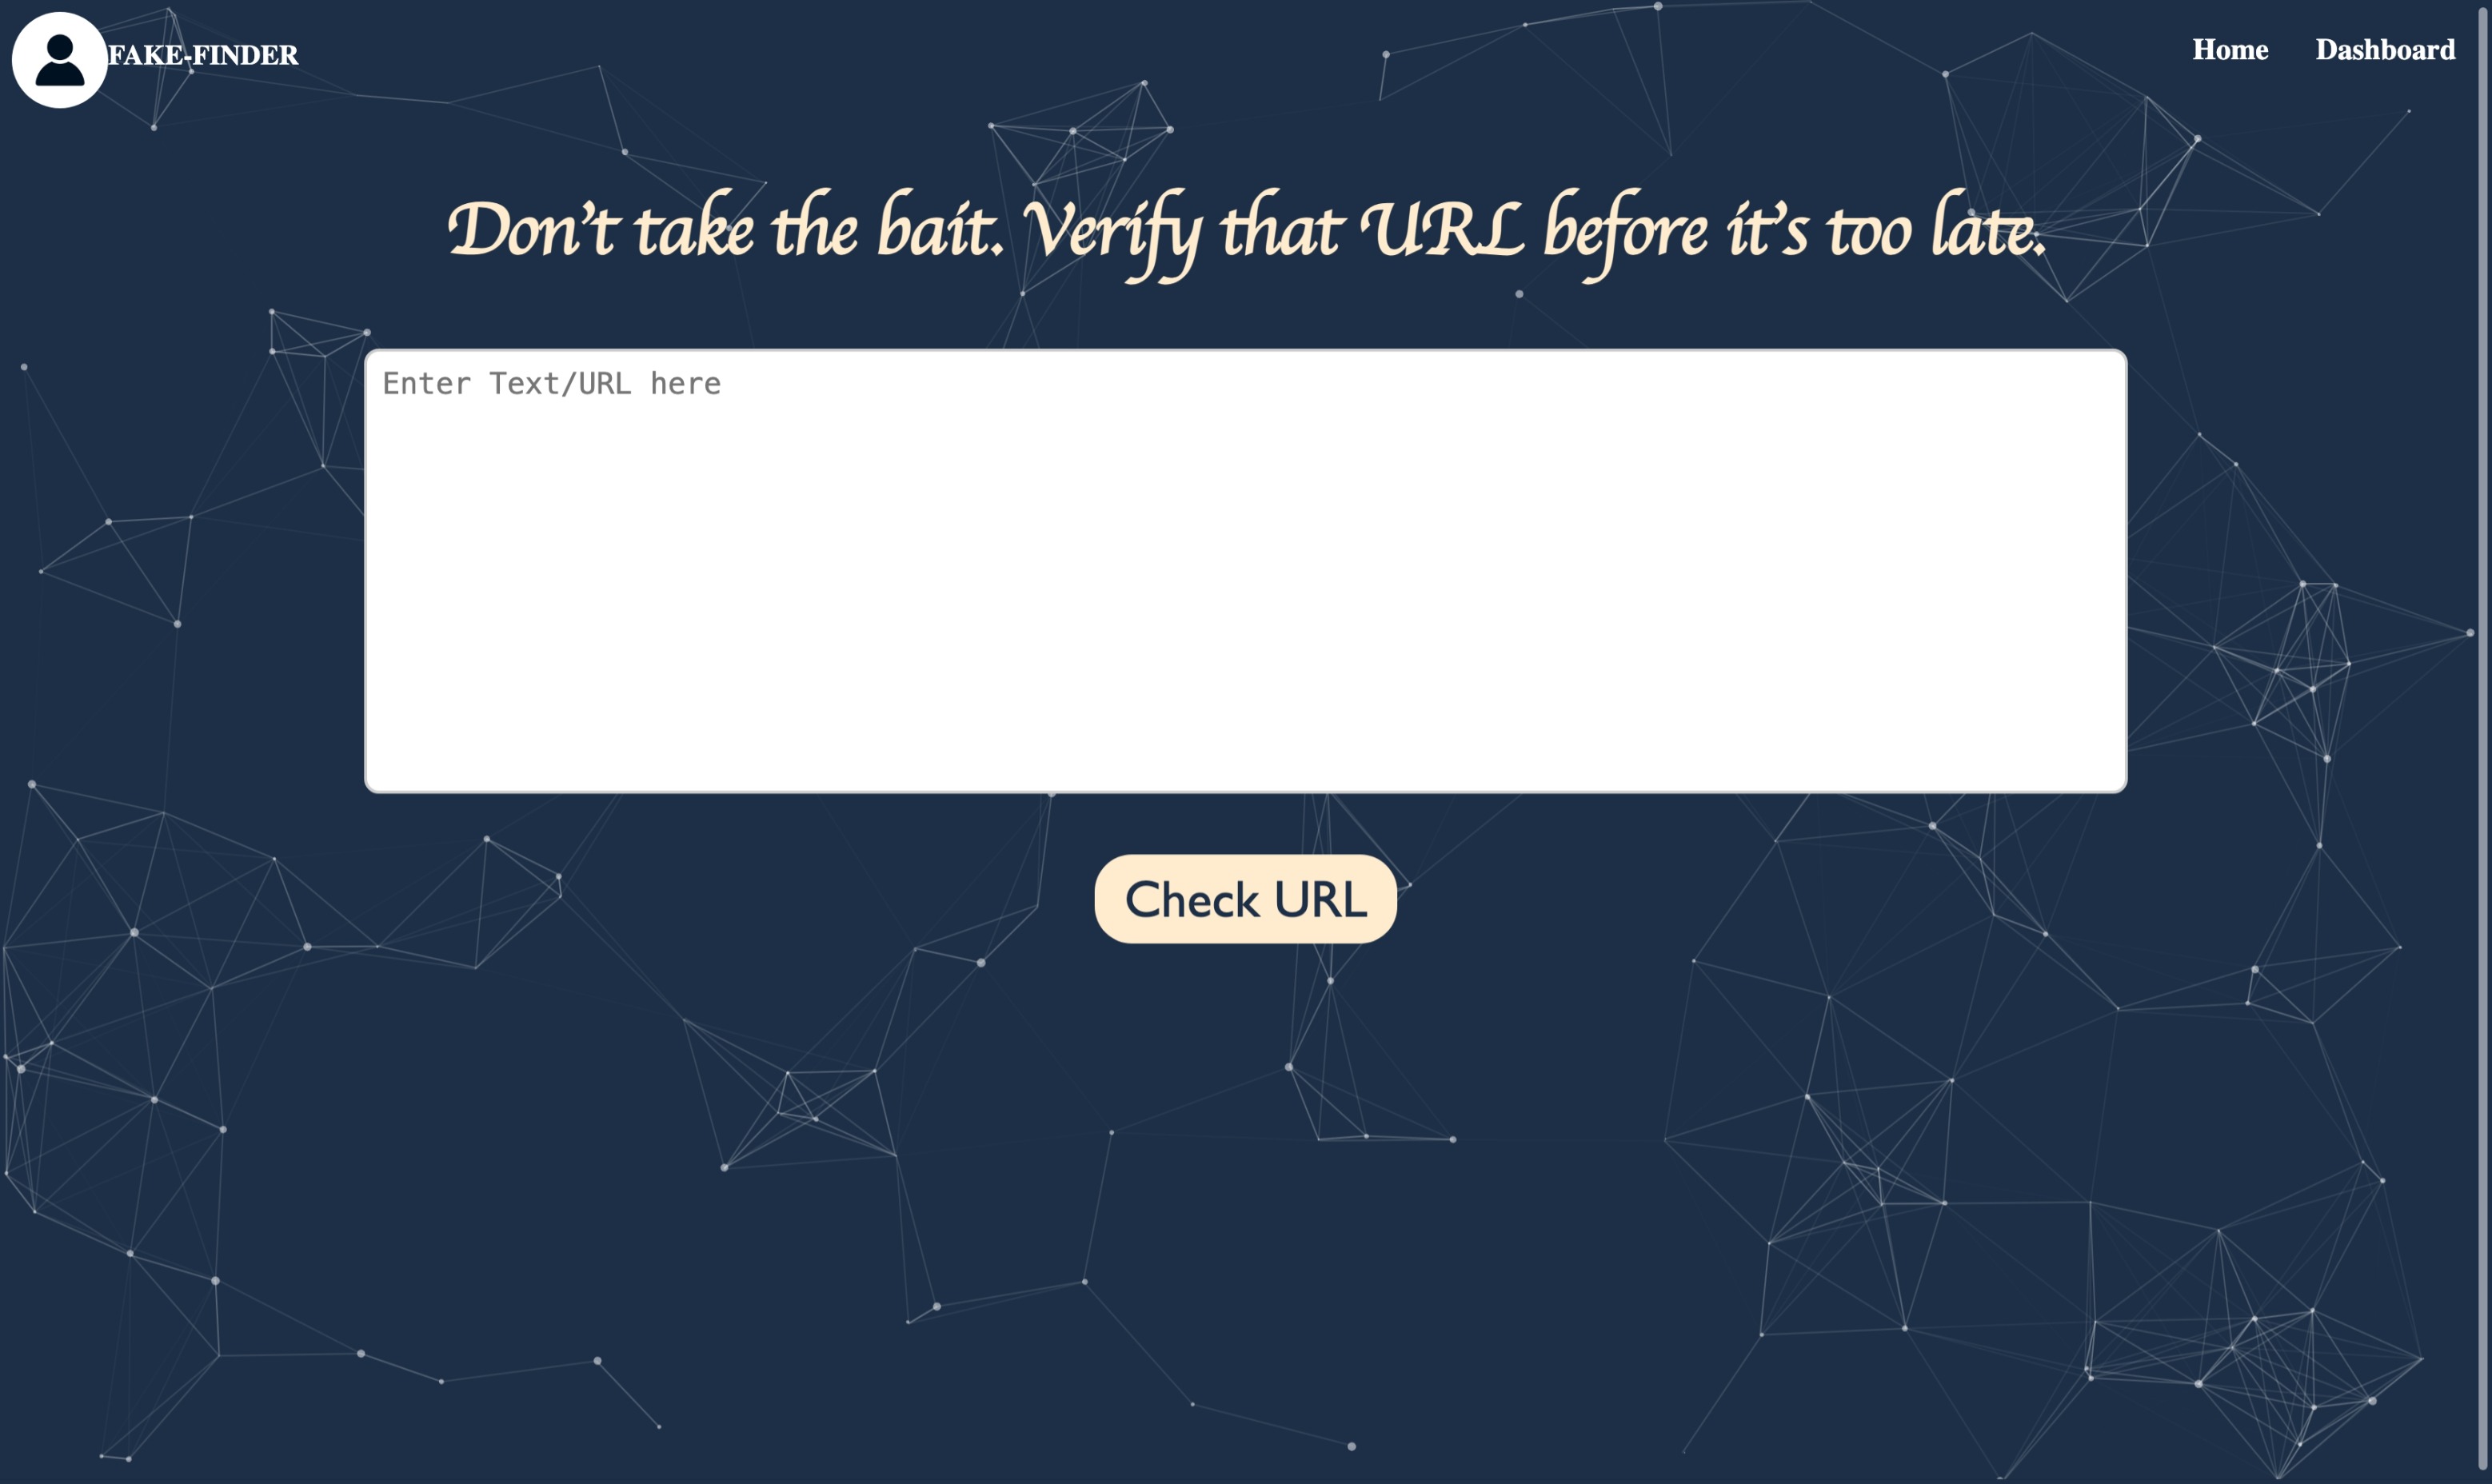 FAKE-FINDER
Home Dashboard
Don’t take the bait. Verify that URL before it’s too late.
Enter Text/URL here
Check URL